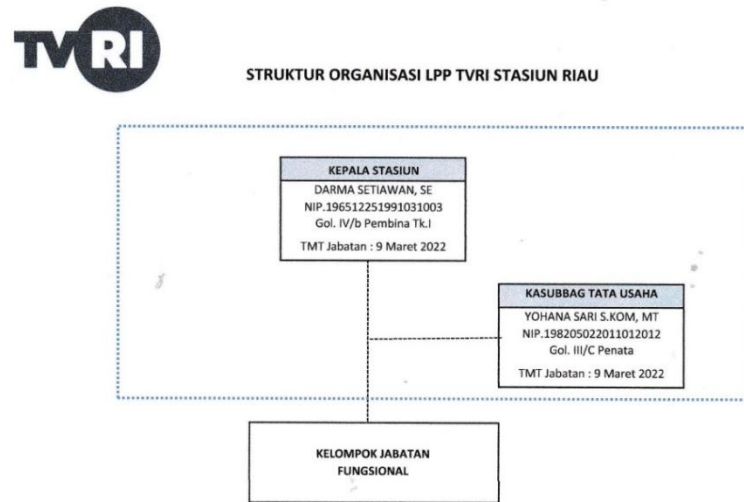 TVRI
STRUKTUR ORGANISASI LPP TVRI STASIUN RIAU
KEPALA STASIUN
DARMA SETIAWAN, SE
NIP.196512251991031003
Gol. IV/b Pembina Tk.I
TMT Jabatan : 9 Maret 2022
KASUBBAG TATA USAHA
YOHANA SARI S.KOM, MT
NIP.198205022011012012
Gol. III/C Penata
TMT Jabatan : 9 Maret 2022
KELOMPOK JABATAN
FUNGSIONAL